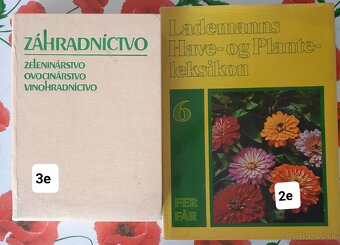 ZÁHRADNÍCTVO
ZELENINÁRSTVO
OVOCINÁRSTVO
VINOHRADNÍCTVO
3e
Lademanns
Have- og Plante-
leksikon
6
FER
FÅR
2e